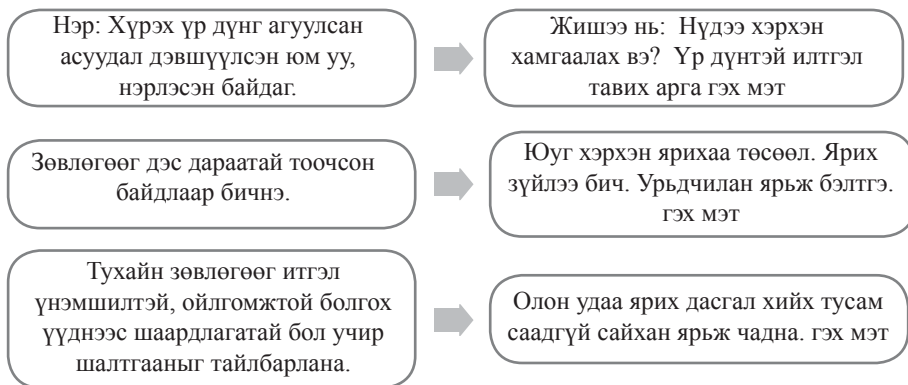 Нэр: Хүрэх үр дүнг агуулсан
асуудал дэвшүүлсэн юм уу,
нэрлэсэн байдаг.
Жишээ нь: Нүдээ хэрхэн
хамгаалах вэ? Үр дүнтэй илтгэл
тавих арга гэх мэт
Зөвлөгөөг дэс дараатай тоочсон
байдлаар бичнэ.
Юуг хэрхэн ярихаа төсөөл. Ярих
зүйлээ бич. Урьдчилан ярьж бэлтгэ.
гэх мэт
Тухайн зөвлөгөөг итгэл
үнэмшилтэй, ойлгомжтой болгох
үүднээс шаардлагатай бол учир
шалтгааныг тайлбарлана.
Олон удаа ярих дасгал хийх тусам
саадгүй сайхан ярьж чадна. гэх мэт